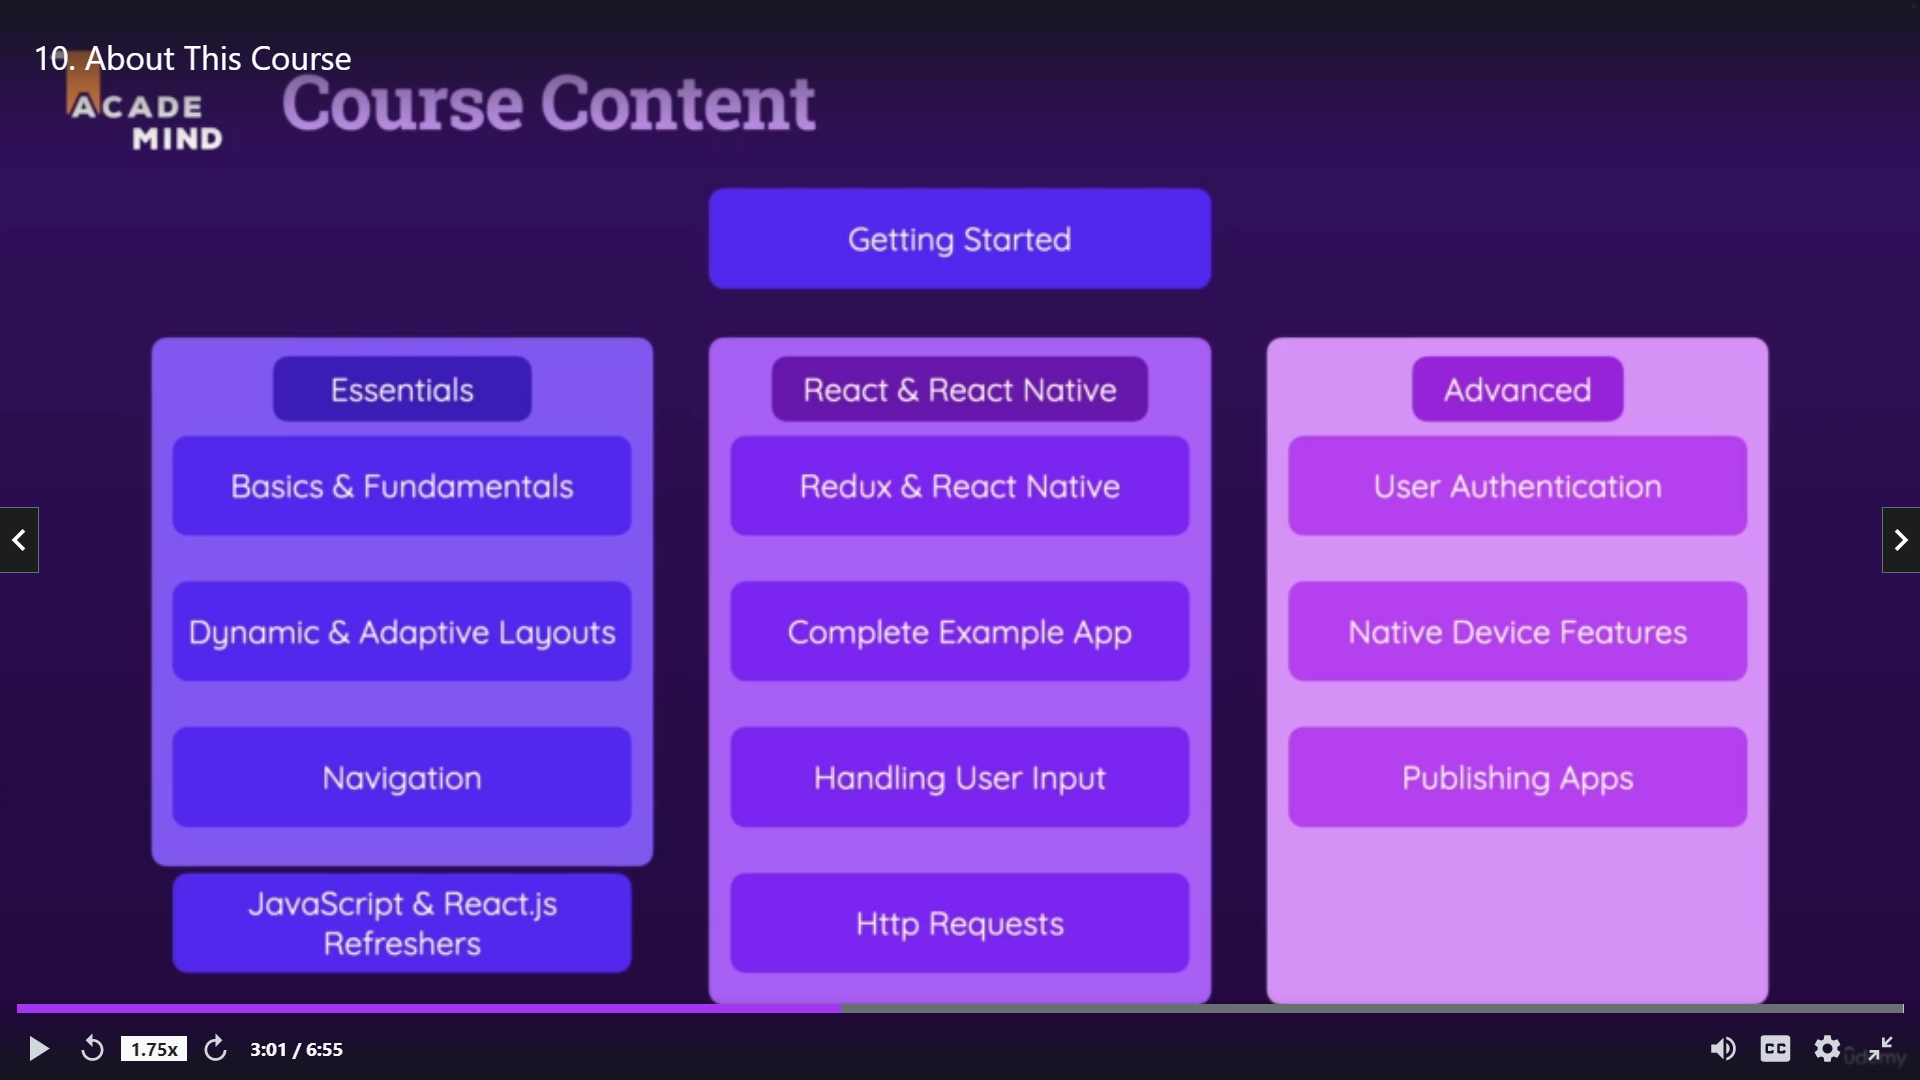 10. About This Course
ACADE
MIND
Course Content
Getting Started
Essentials
Basics & Fundamentals
Dynamic & Adaptive Layouts
Navigation
JavaScript & React.js
Refreshers
React & React Native
Redux & React Native
Complete Example App
Handling User Input
Http Requests
Advanced
User Authentication
Native Device Features
Publishing Apps
1.75x
3:01 / 6:55
CC
ûdemy